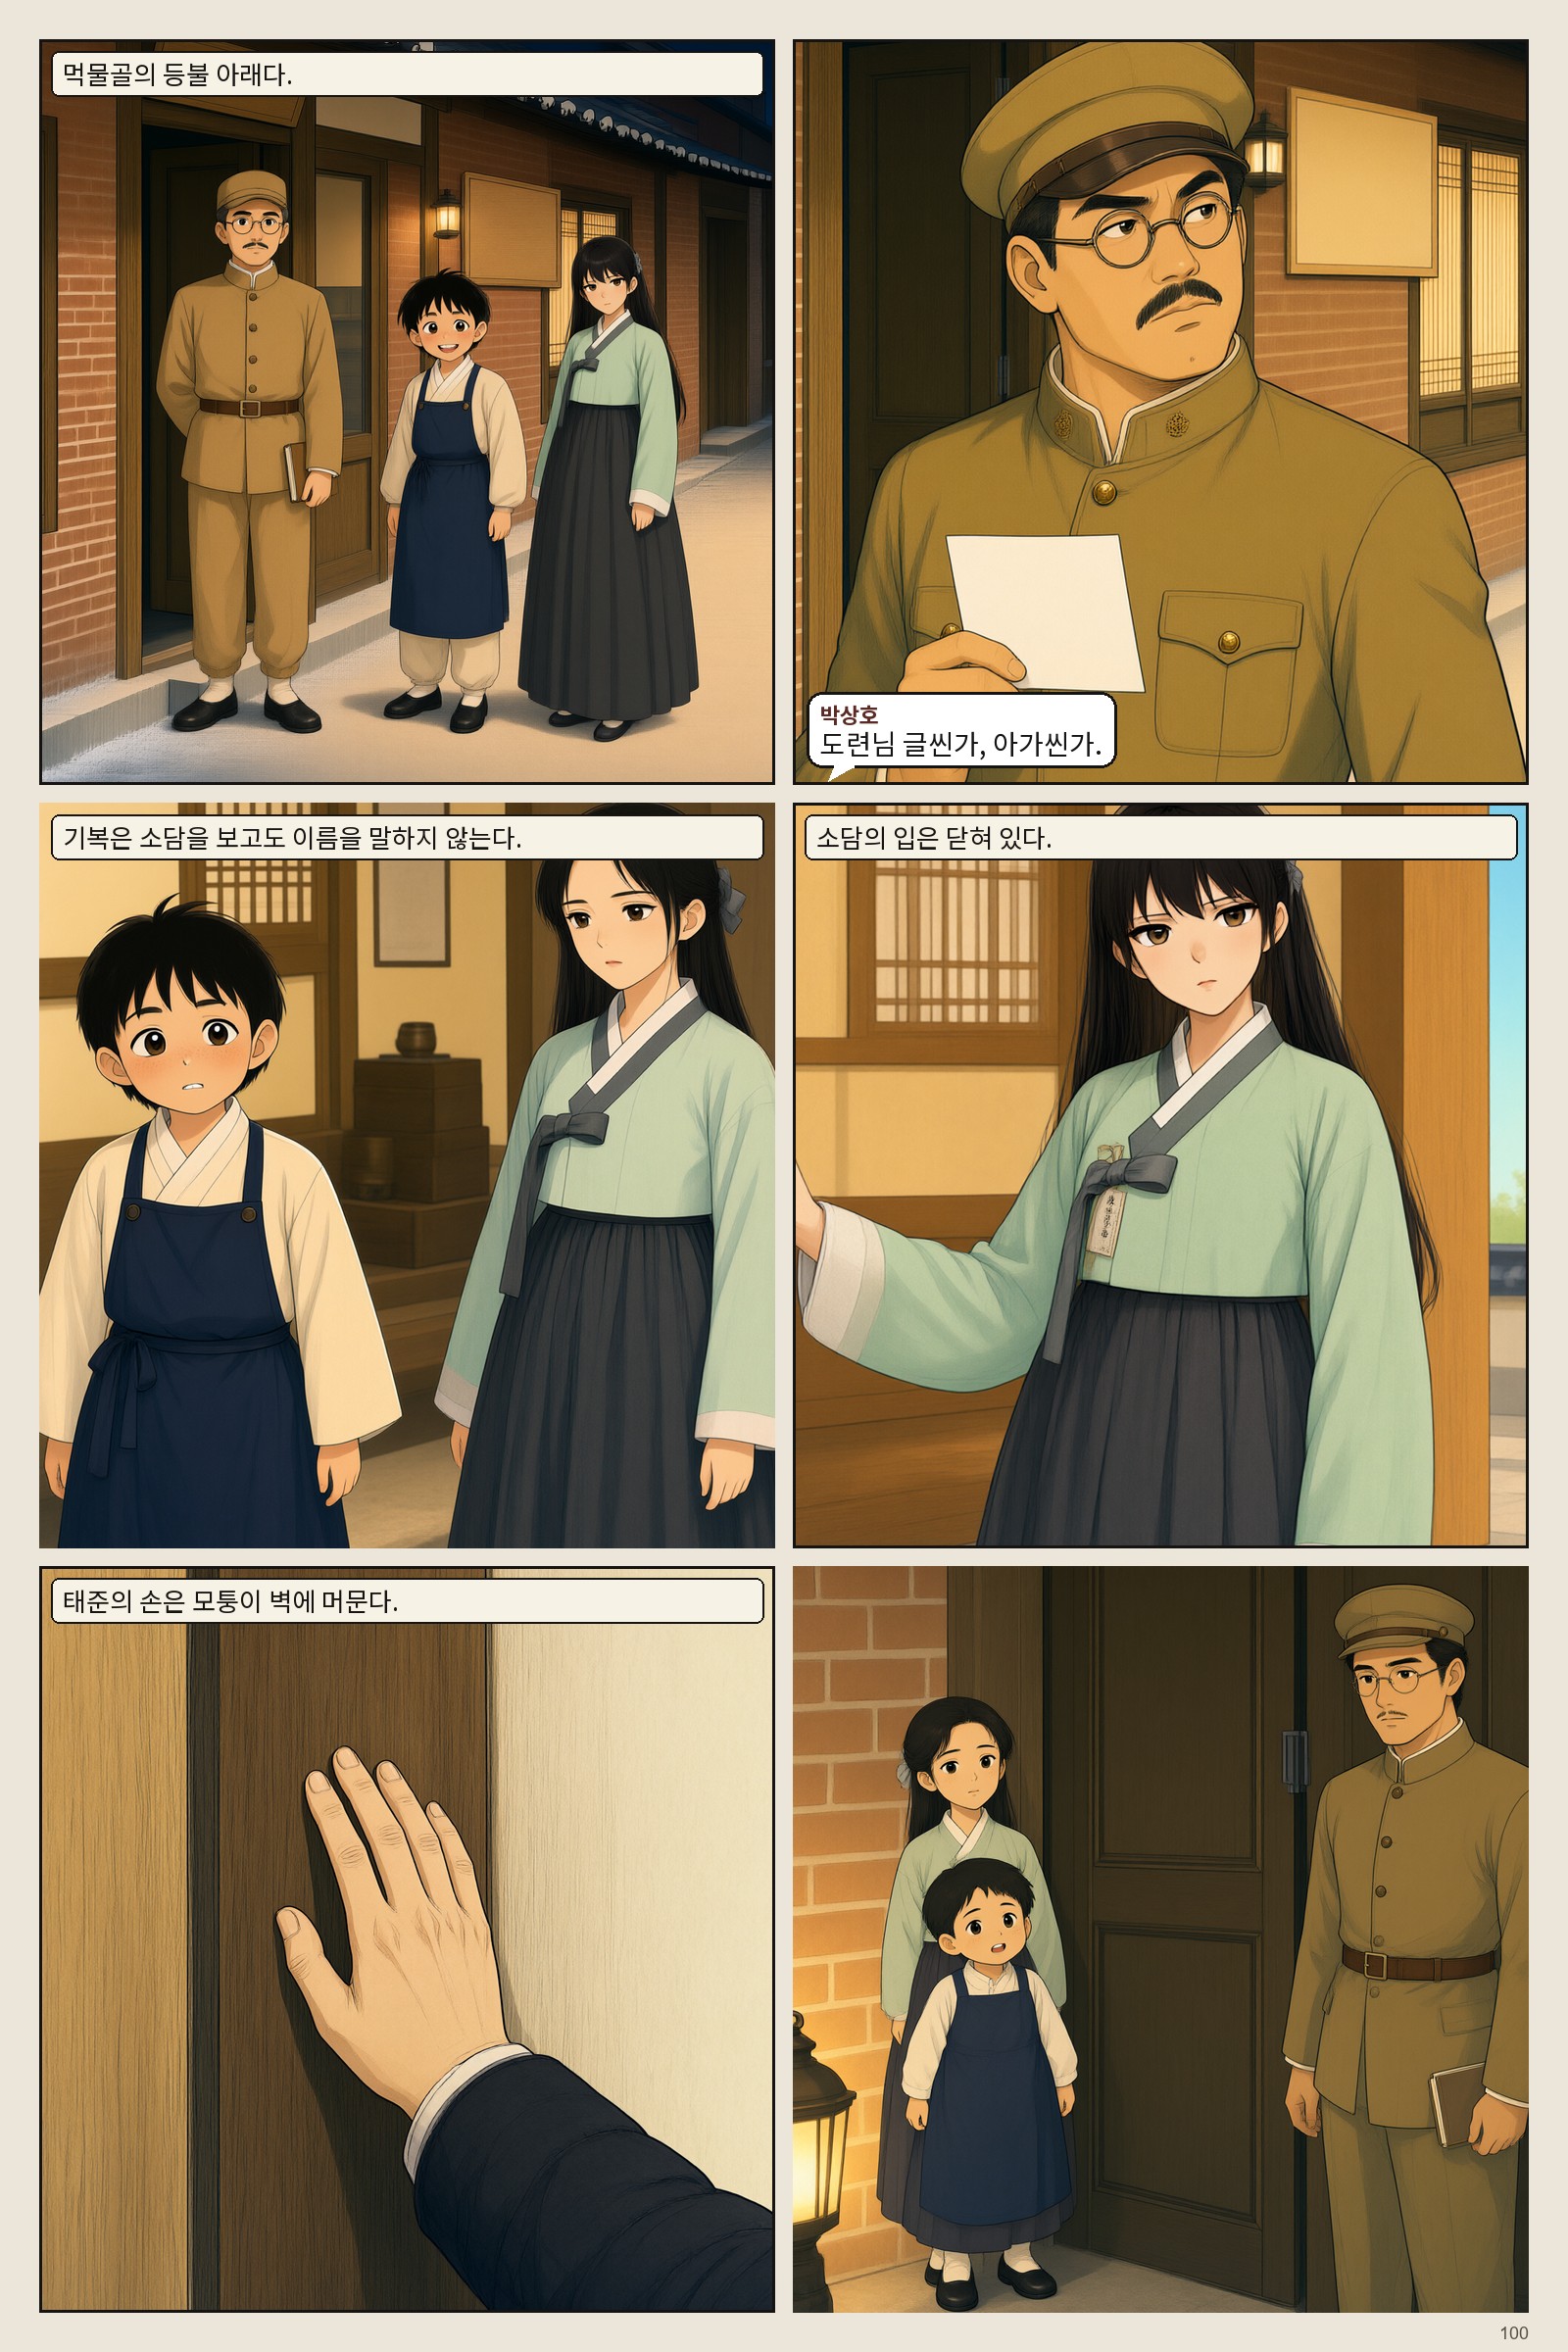 먹물골의 등불 아래다.
박상호
도련님 글씬가, 아가씬가.
기복은 소담을 보고도 이름을 말하지 않는다.
소담의 입은 닫혀 있다.
태준의 손은 모퉁이 벽에 머문다.
100